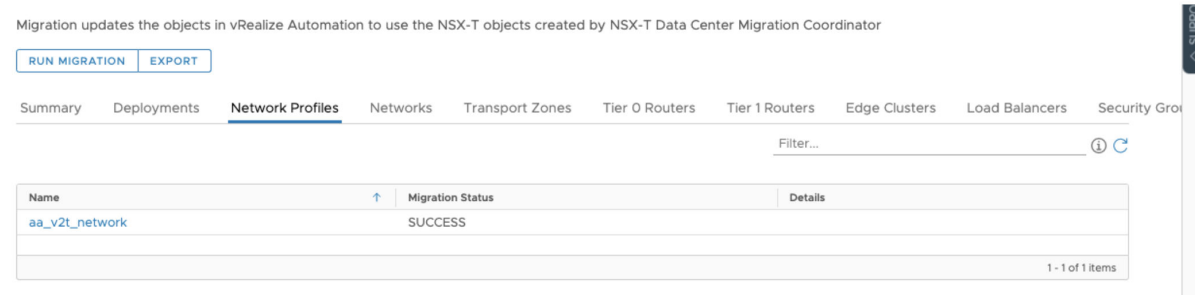 Migration updates the objects in vRealize Automation to use the NSX-T objects created by NSX-T Data Center Migration Coordinator
RUN MIGRATION EXPORT
Summary Deployments Network Profiles Networks Transport Zones Tier 0 Routers Tier 1 Routers Edge Clusters Load Balancers Security Grou
Filter...
Name Migration Status Details
aa_v2t_network SUCCESS
1 - 1 of 1 items